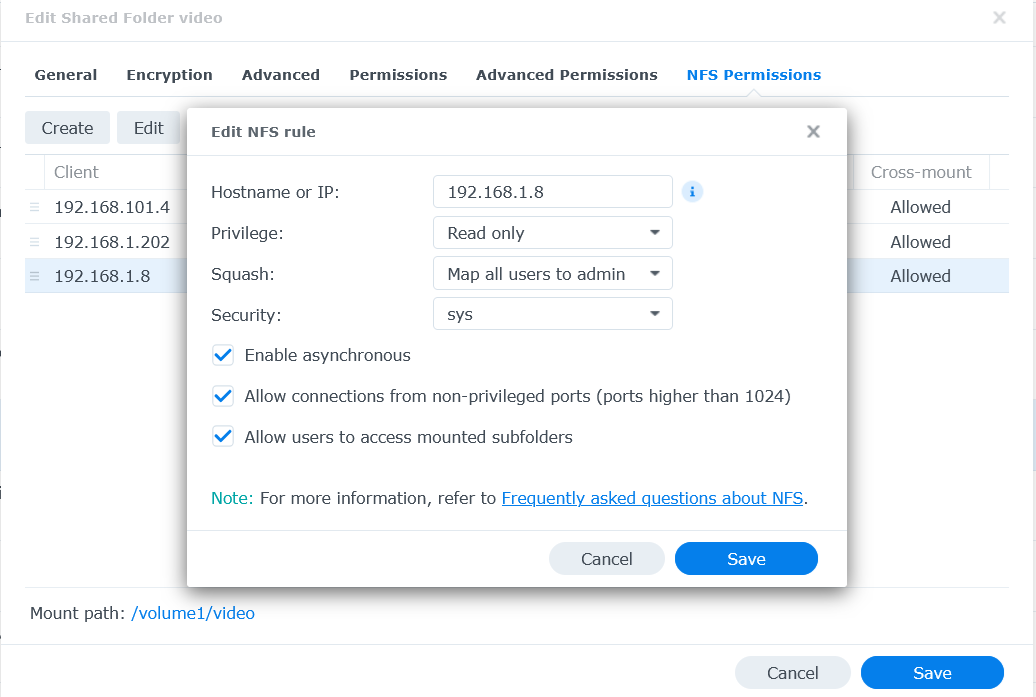 Edit Shared Folder video
General Encryption Advanced Permissions Advanced Permissions NFS Permissions
Create Edit
Edit NFS rule
Client
Cross-mount
192.168.101.4
Allowed
192.168.1.202
Allowed
192.168.1.8
Allowed
Hostname or IP: 192.168.1.8
Privilege: Read only
Squash: Map all users to admin
Security: sys
Enable asynchronous
Allow connections from non-privileged ports (ports higher than 1024)
Allow users to access mounted subfolders
Note: For more information, refer to Frequently asked questions about NFS.
Cancel Save
Mount path: /volume1/video
Cancel Save